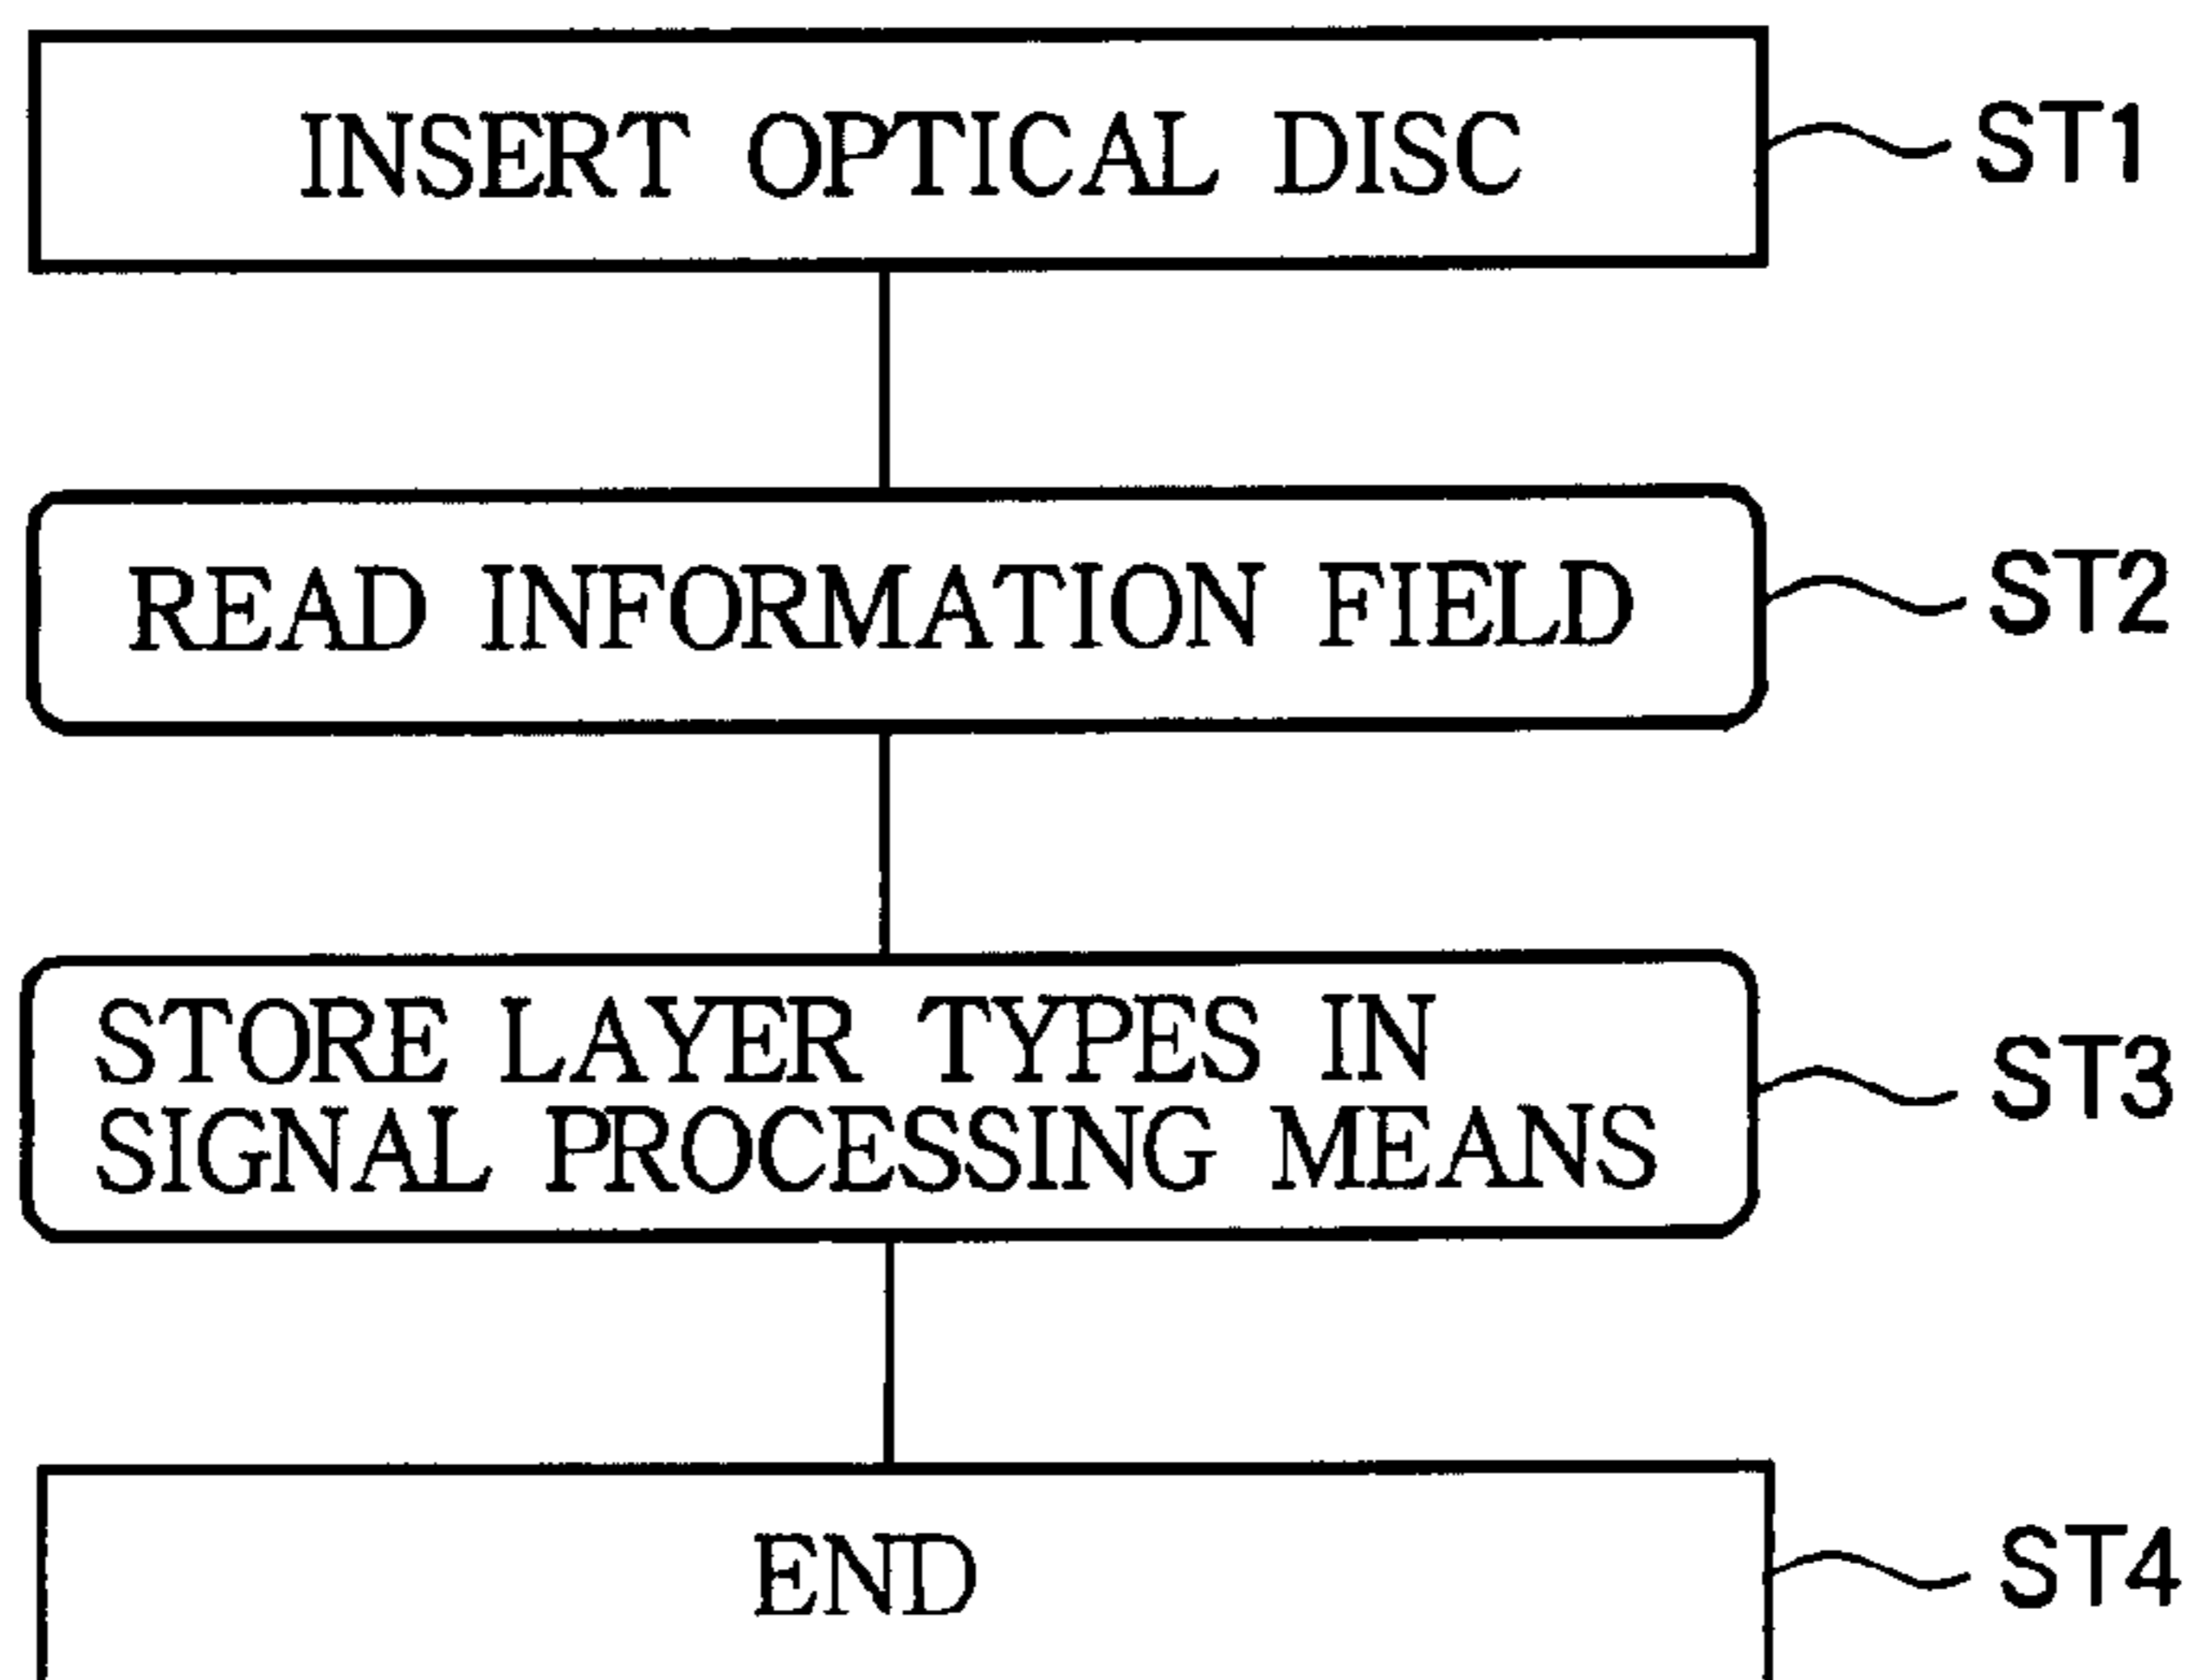 INSERT OPTICAL DISC
ST1
READ INFORMATION FIELD
ST2
STORE LAYER TYPES IN
SIGNAL PROCESSING MEANS
ST3
END
ST4